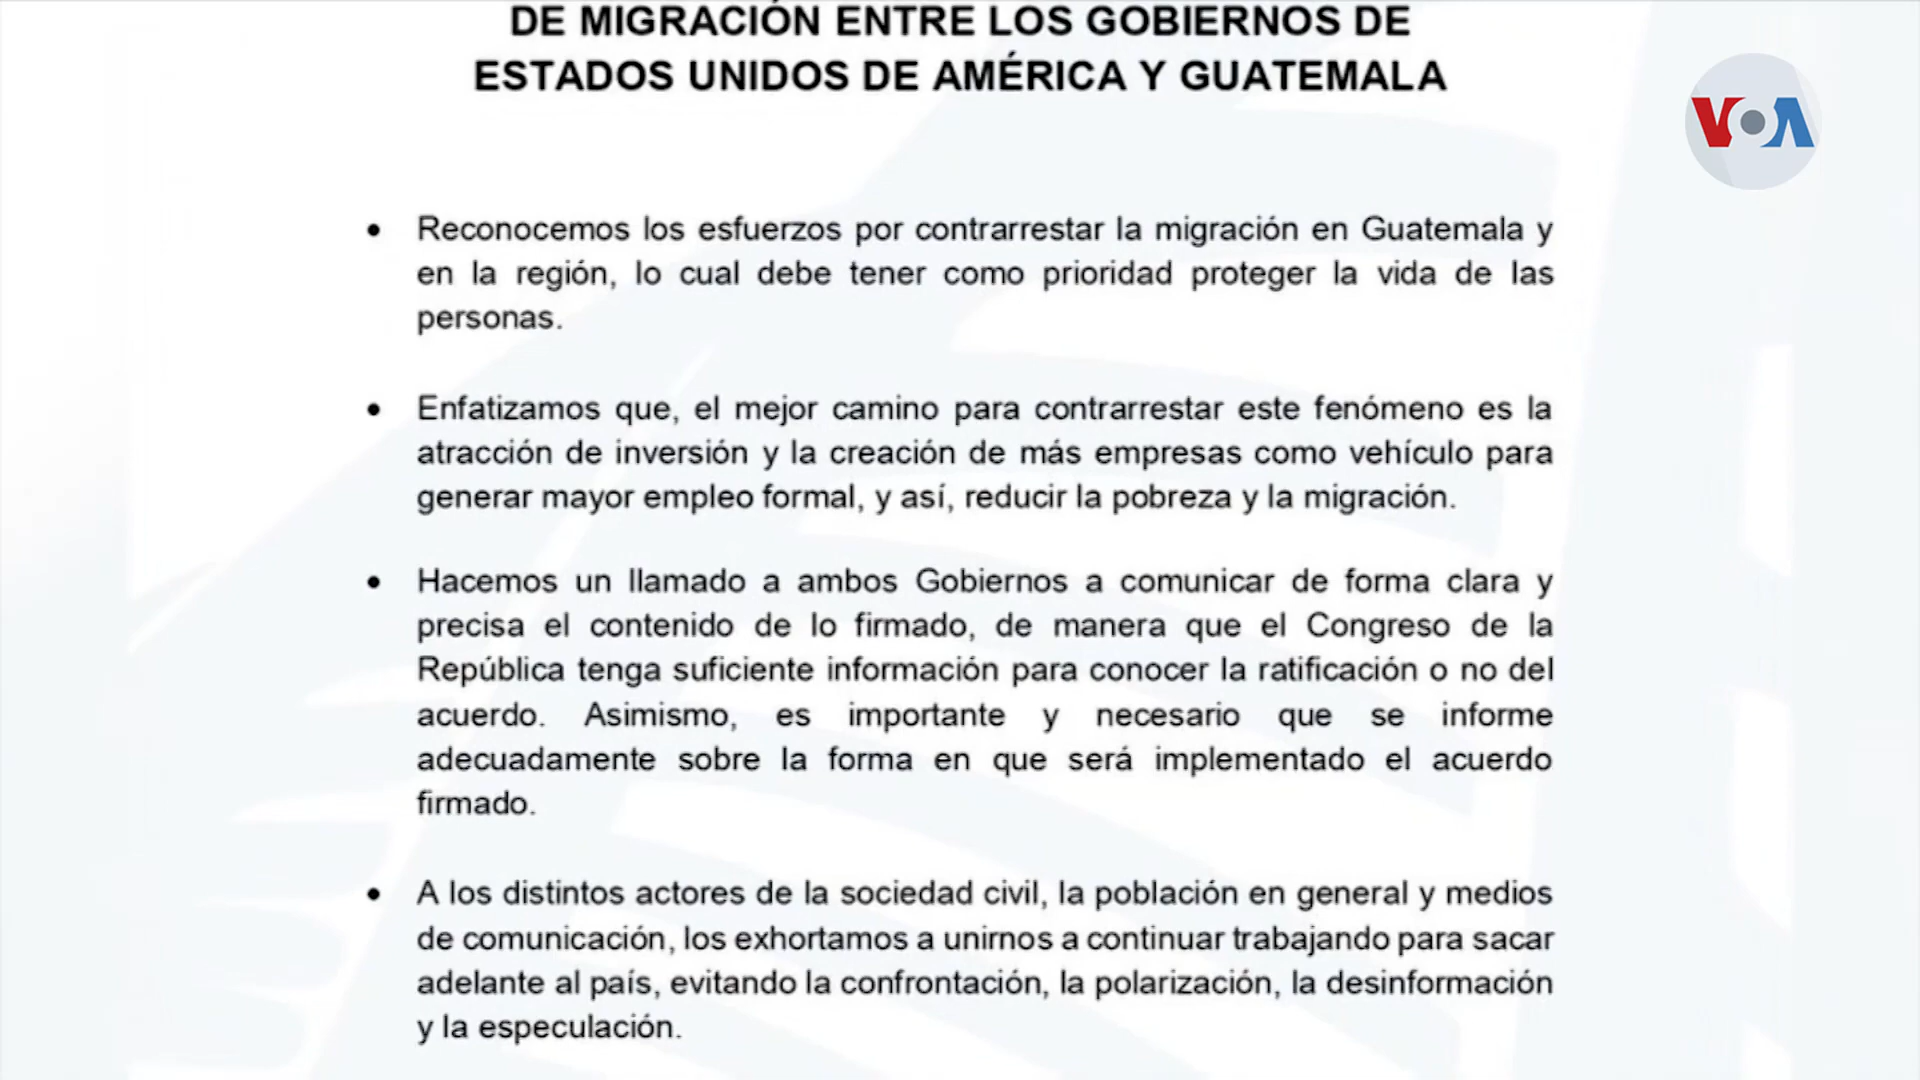 DE MIGRACIÓN ENTRE LOS GOBIERNOS DE
ESTADOS UNIDOS DE AMÉRICA Y GUATEMALA
VOA
• Reconocemos los esfuerzos por contrarrestar la migración en Guatemala y
en la región, lo cual debe tener como prioridad proteger la vida de las
personas.
• Enfatizamos que, el mejor camino para contrarrestar este fenómeno es la
atracción de inversión y la creación de más empresas como vehículo para
generar mayor empleo formal, y así, reducir la pobreza y la migración.
• Hacemos un llamado a ambos Gobiernos a comunicar de forma clara y
precisa el contenido de lo firmado, de manera que el Congreso de la
República tenga suficiente información para conocer la ratificación o no del
acuerdo. Asimismo, es importante y necesario que se informe
adecuadamente sobre la forma en que será implementado el acuerdo
firmado.
• A los distintos actores de la sociedad civil, la población en general y medios
de comunicación, los exhortamos a unirnos a continuar trabajando para sacar
adelante al país, evitando la confrontación, la polarización, la desinformación
y la especulación.